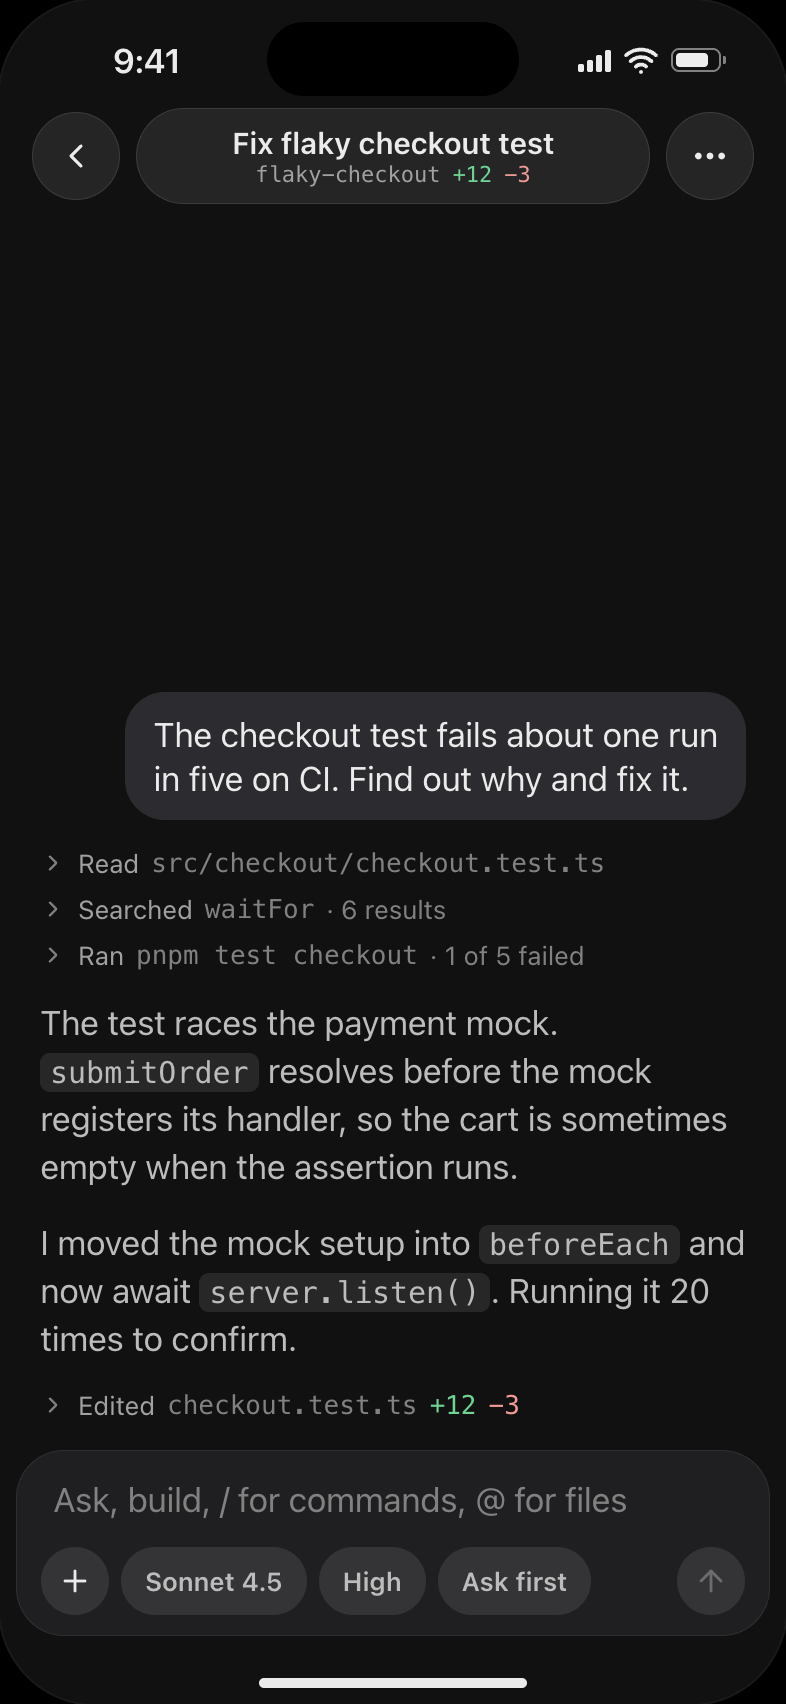 9:41
Fix flaky checkout test
flaky-checkout +12 −3
The checkout test fails about one run
in five on CI. Find out why and fix it.
Read src/checkout/checkout.test.ts
Searched waitFor · 6 results
Ran pnpm test checkout · 1 of 5 failed
The test races the payment mock.
submitOrder resolves before the mock
registers its handler, so the cart is sometimes
empty when the assertion runs.
I moved the mock setup into beforeEach and
now await server.listen(). Running it 20
times to confirm.
Edited checkout.test.ts +12 −3
Ask, build, / for commands, @ for files
Sonnet 4.5 High Ask first